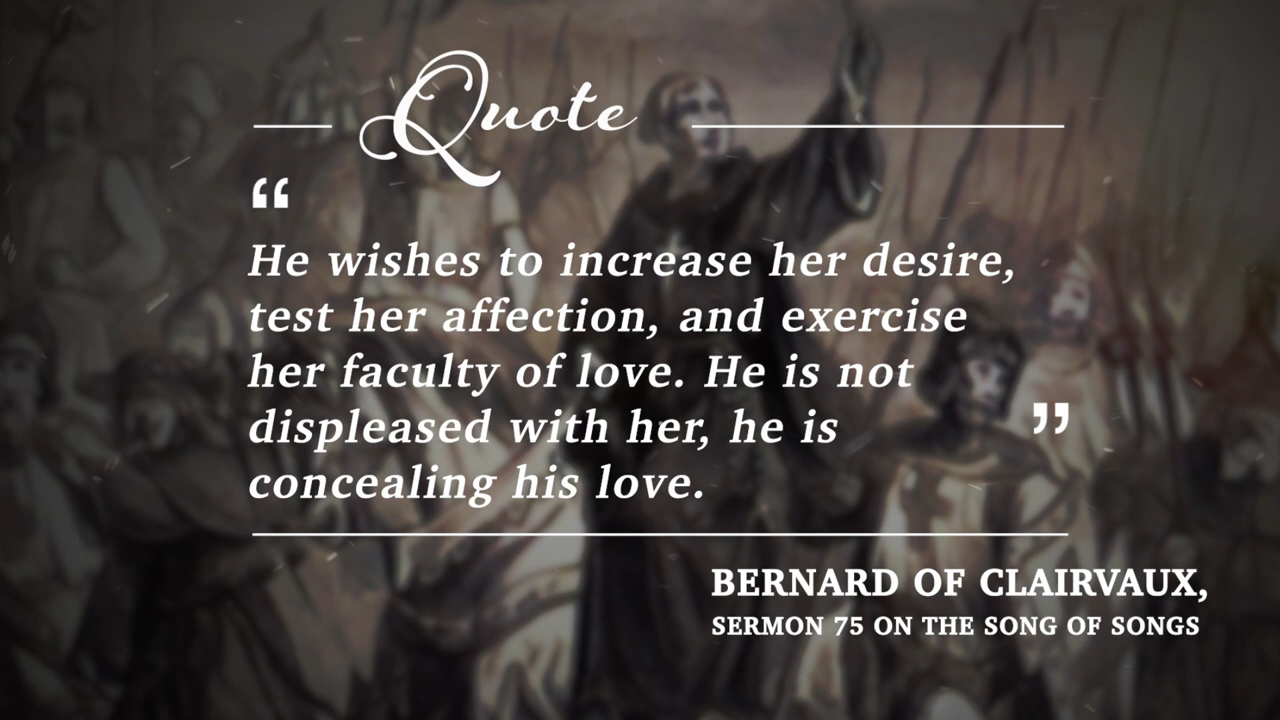 Quote
“
He wishes to increase her desire,
test her affection, and exercise
her faculty of love. He is not
displeased with her, he is
concealing his love.
”
BERNARD OF CLAIRVAUX,
SERMON 75 ON THE SONG OF SONGS